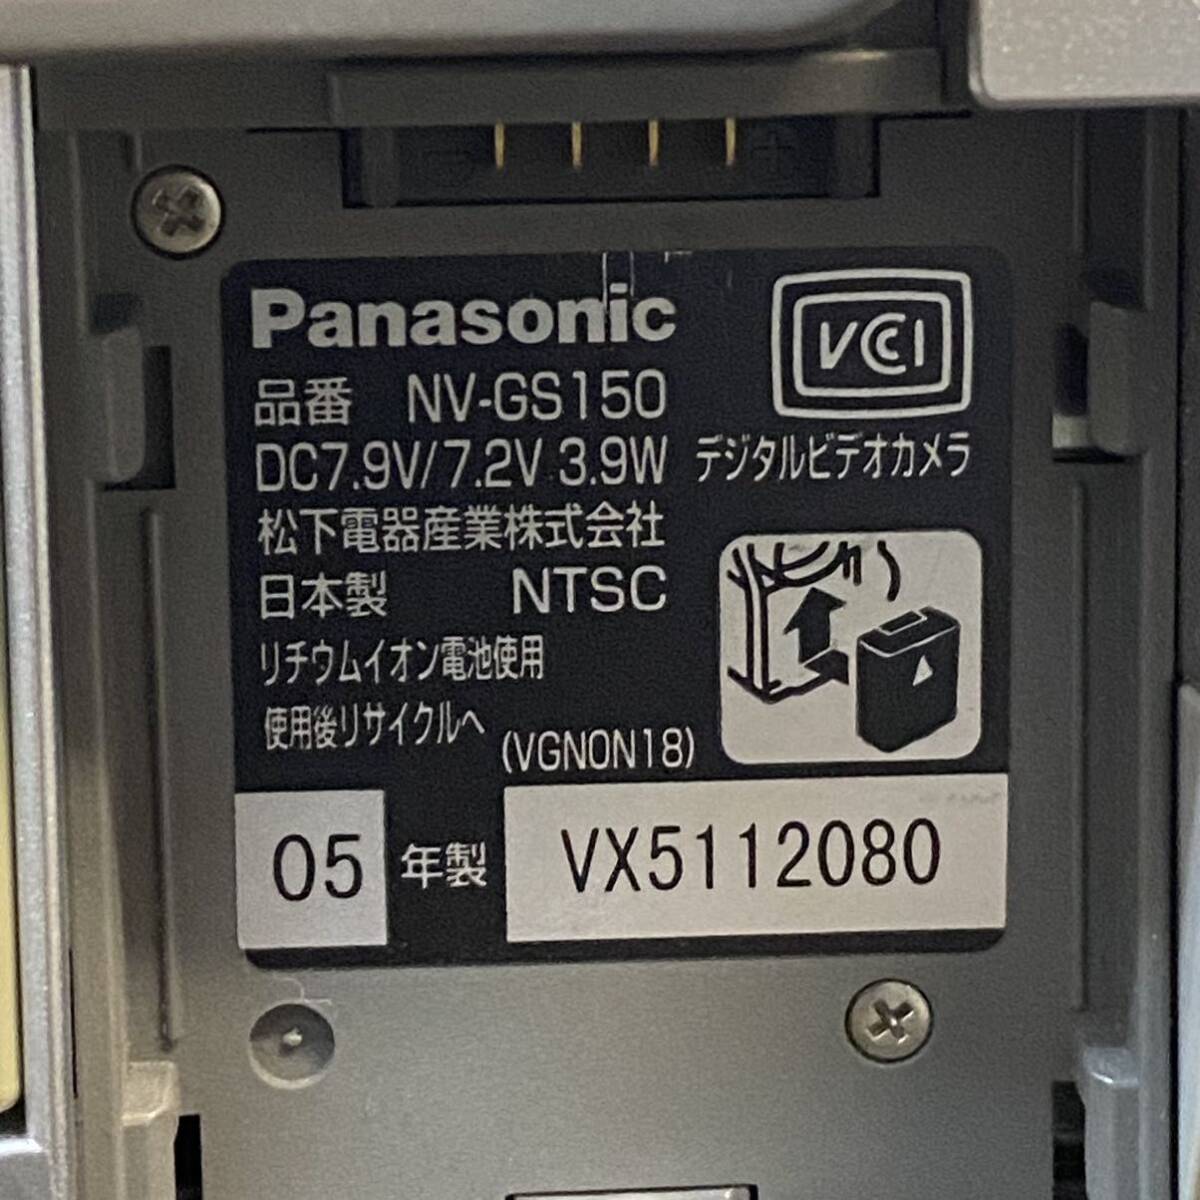 Panasonic
VCCI
品番 NV-GS150
DC7.9V/7.2V 3.9W
デジタルビデオカメラ
松下電器産業株式会社
日本製 NTSC
リチウムイオン電池使用
使用後リサイクルへ
(VGN0N18)
05 年製 VX5112080